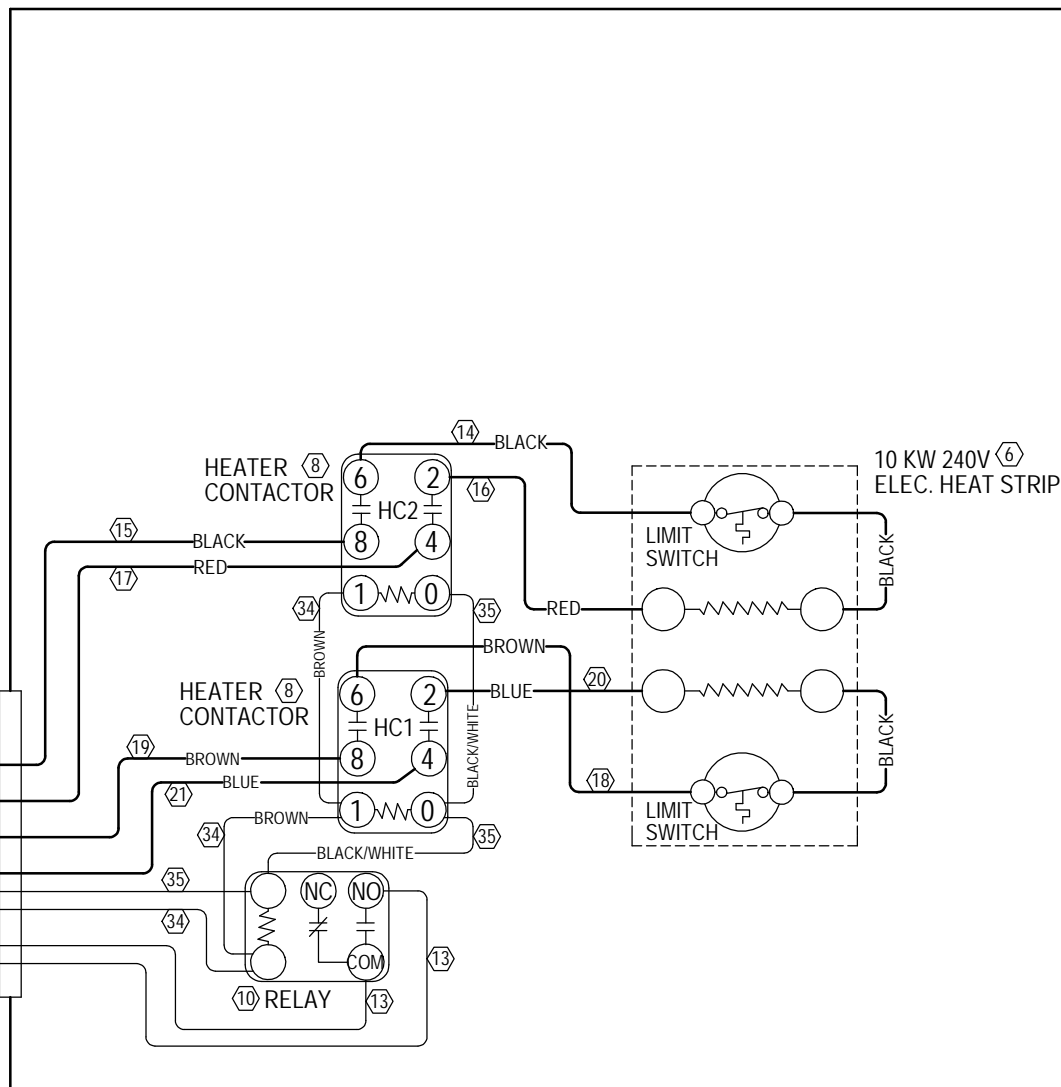 14
BLACK
HEATER 8
CONTACTOR
6
2
16
HC2
15
BLACK
8
4
17
RED
34
1
0
35
BROWN
10 KW 240V 6
ELEC. HEAT STRIP
LIMIT
SWITCH
BLACK
RED
BROWN
HEATER 8
CONTACTOR
6
2
BLUE
20
HC1
BLACK/WHITE
19
BROWN
8
4
21
BLUE
18
BLACK
LIMIT
SWITCH
34
BROWN
1
0
35
BLACK/WHITE
35
34
NC
NO
COM
13
10 RELAY
13